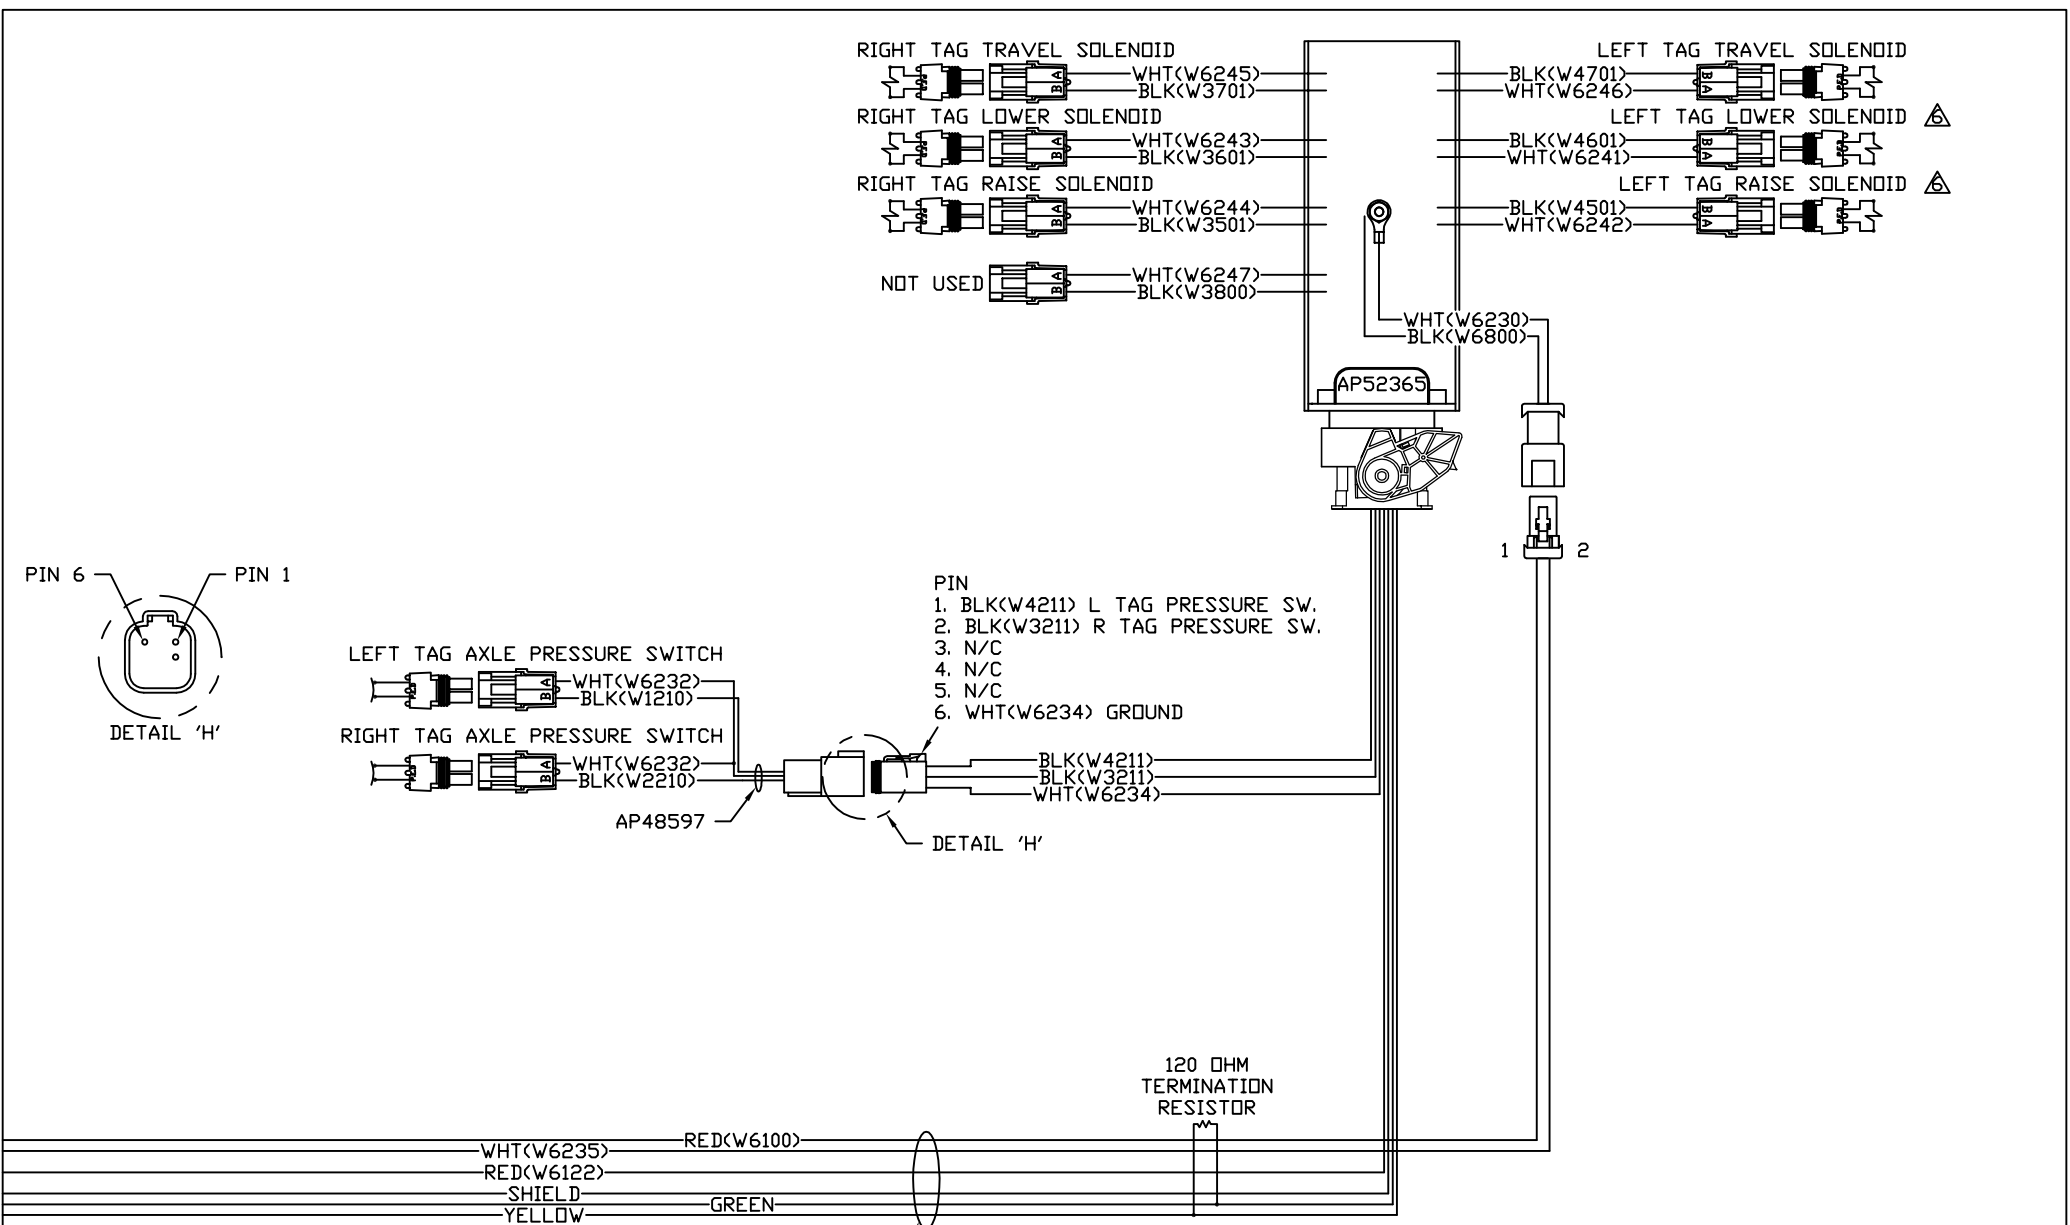 RIGHT TAG TRAVEL SOLENOID
A
B
WHT(W6245)
BLK(W3701)
RIGHT TAG LOWER SOLENOID
A
B
WHT(W6243)
BLK(W3601)
RIGHT TAG RAISE SOLENOID
A
B
WHT(W6244)
BLK(W3501)
NOT USED
A
B
WHT(W6247)
BLK(W3800)
LEFT TAG TRAVEL SOLENOID
BLK(W4701)
WHT(W6246)
B
A
LEFT TAG LOWER SOLENOID 6
BLK(W4601)
WHT(W6241)
B
A
LEFT TAG RAISE SOLENOID 6
BLK(W4501)
WHT(W6242)
B
A
WHT(W6230)
BLK(W6800)
AP52365
1 2
PIN 6
PIN 1
DETAIL 'H'
PIN
1. BLK(W4211) L TAG PRESSURE SW.
2. BLK(W3211) R TAG PRESSURE SW.
3. N/C
4. N/C
5. N/C
6. WHT(W6234) GROUND
LEFT TAG AXLE PRESSURE SWITCH
A
B
WHT(W6232)
BLK(W1210)
RIGHT TAG AXLE PRESSURE SWITCH
A
B
WHT(W6232)
BLK(W2210)
AP48597
BLK(W4211)
BLK(W3211)
WHT(W6234)
DETAIL 'H'
120 OHM
TERMINATION
RESISTOR
RED(W6100)
WHT(W6235)
RED(W6122)
SHIELD
GREEN
YELLOW